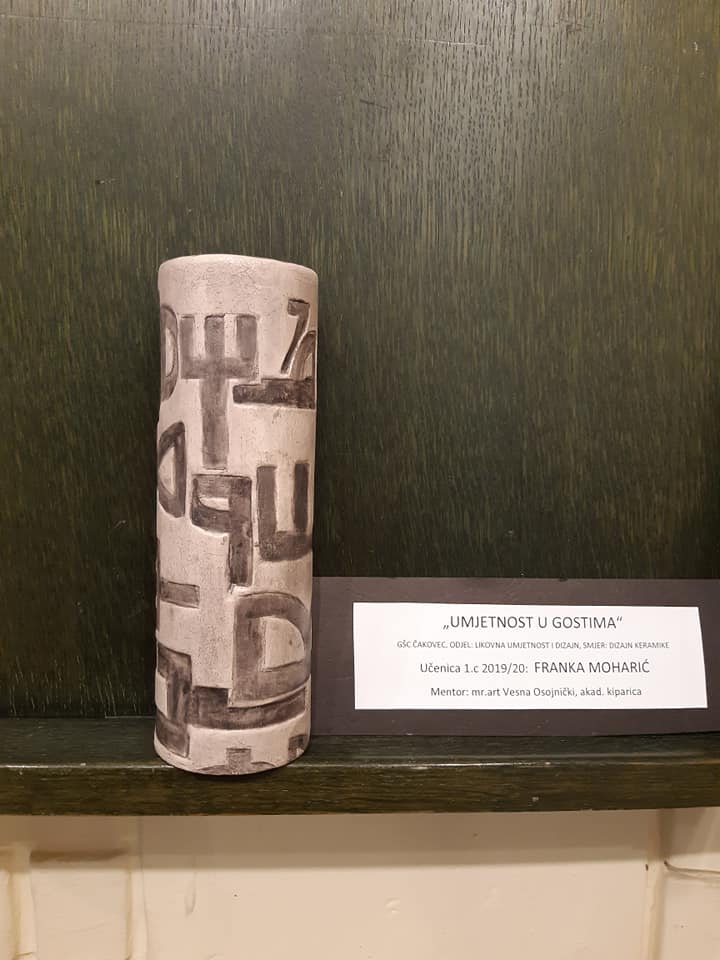 „UMJETNOST U GOSTIMA“
GŠC ČAKOVEC, ODJEL: LIKOVNA UMJETNOST I DIZAJN, SMJER: DIZAJN KERAMIKE
Učenica 1.c 2019/20: FRANKA MOHARIĆ
Mentor: mr.art Vesna Osojnički, akad. kiparica